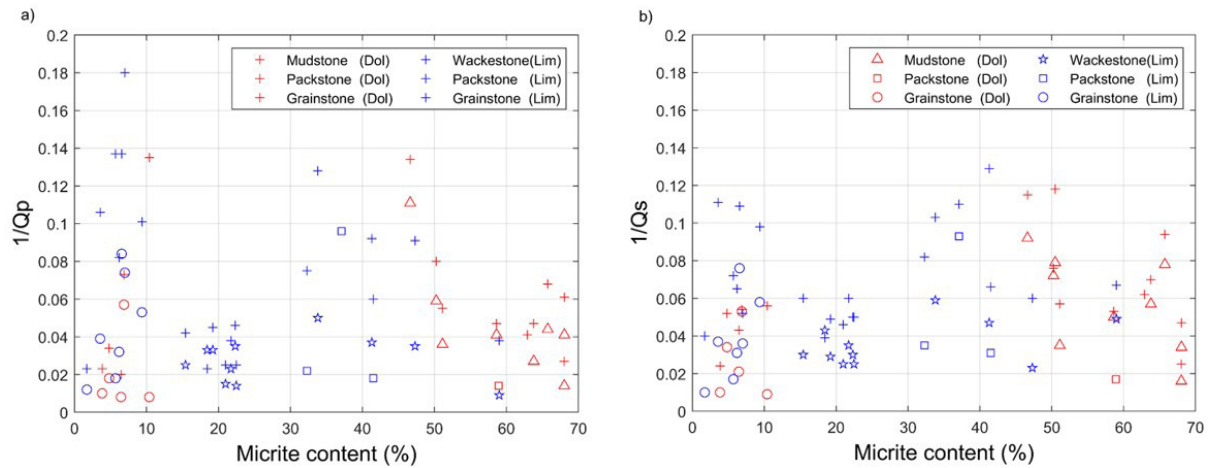 a)
1/Qp
0.2
0.18
0.16
0.14
0.12
0.1
0.08
0.06
0.04
0.02
0
Mudstone (Dol) Wackestone(Lim)
Packstone (Dol) Packstone (Lim)
Grainstone (Dol) Grainstone (Lim)
0 10 20 30 40 50 60 70
Micrite content (%)
b)
1/Qs
0.2
0.18
0.16
0.14
0.12
0.1
0.08
0.06
0.04
0.02
0
Mudstone (Dol) Wackestone(Lim)
Packstone (Dol) Packstone (Lim)
Grainstone (Dol) Grainstone (Lim)
0 10 20 30 40 50 60 70
Micrite content (%)